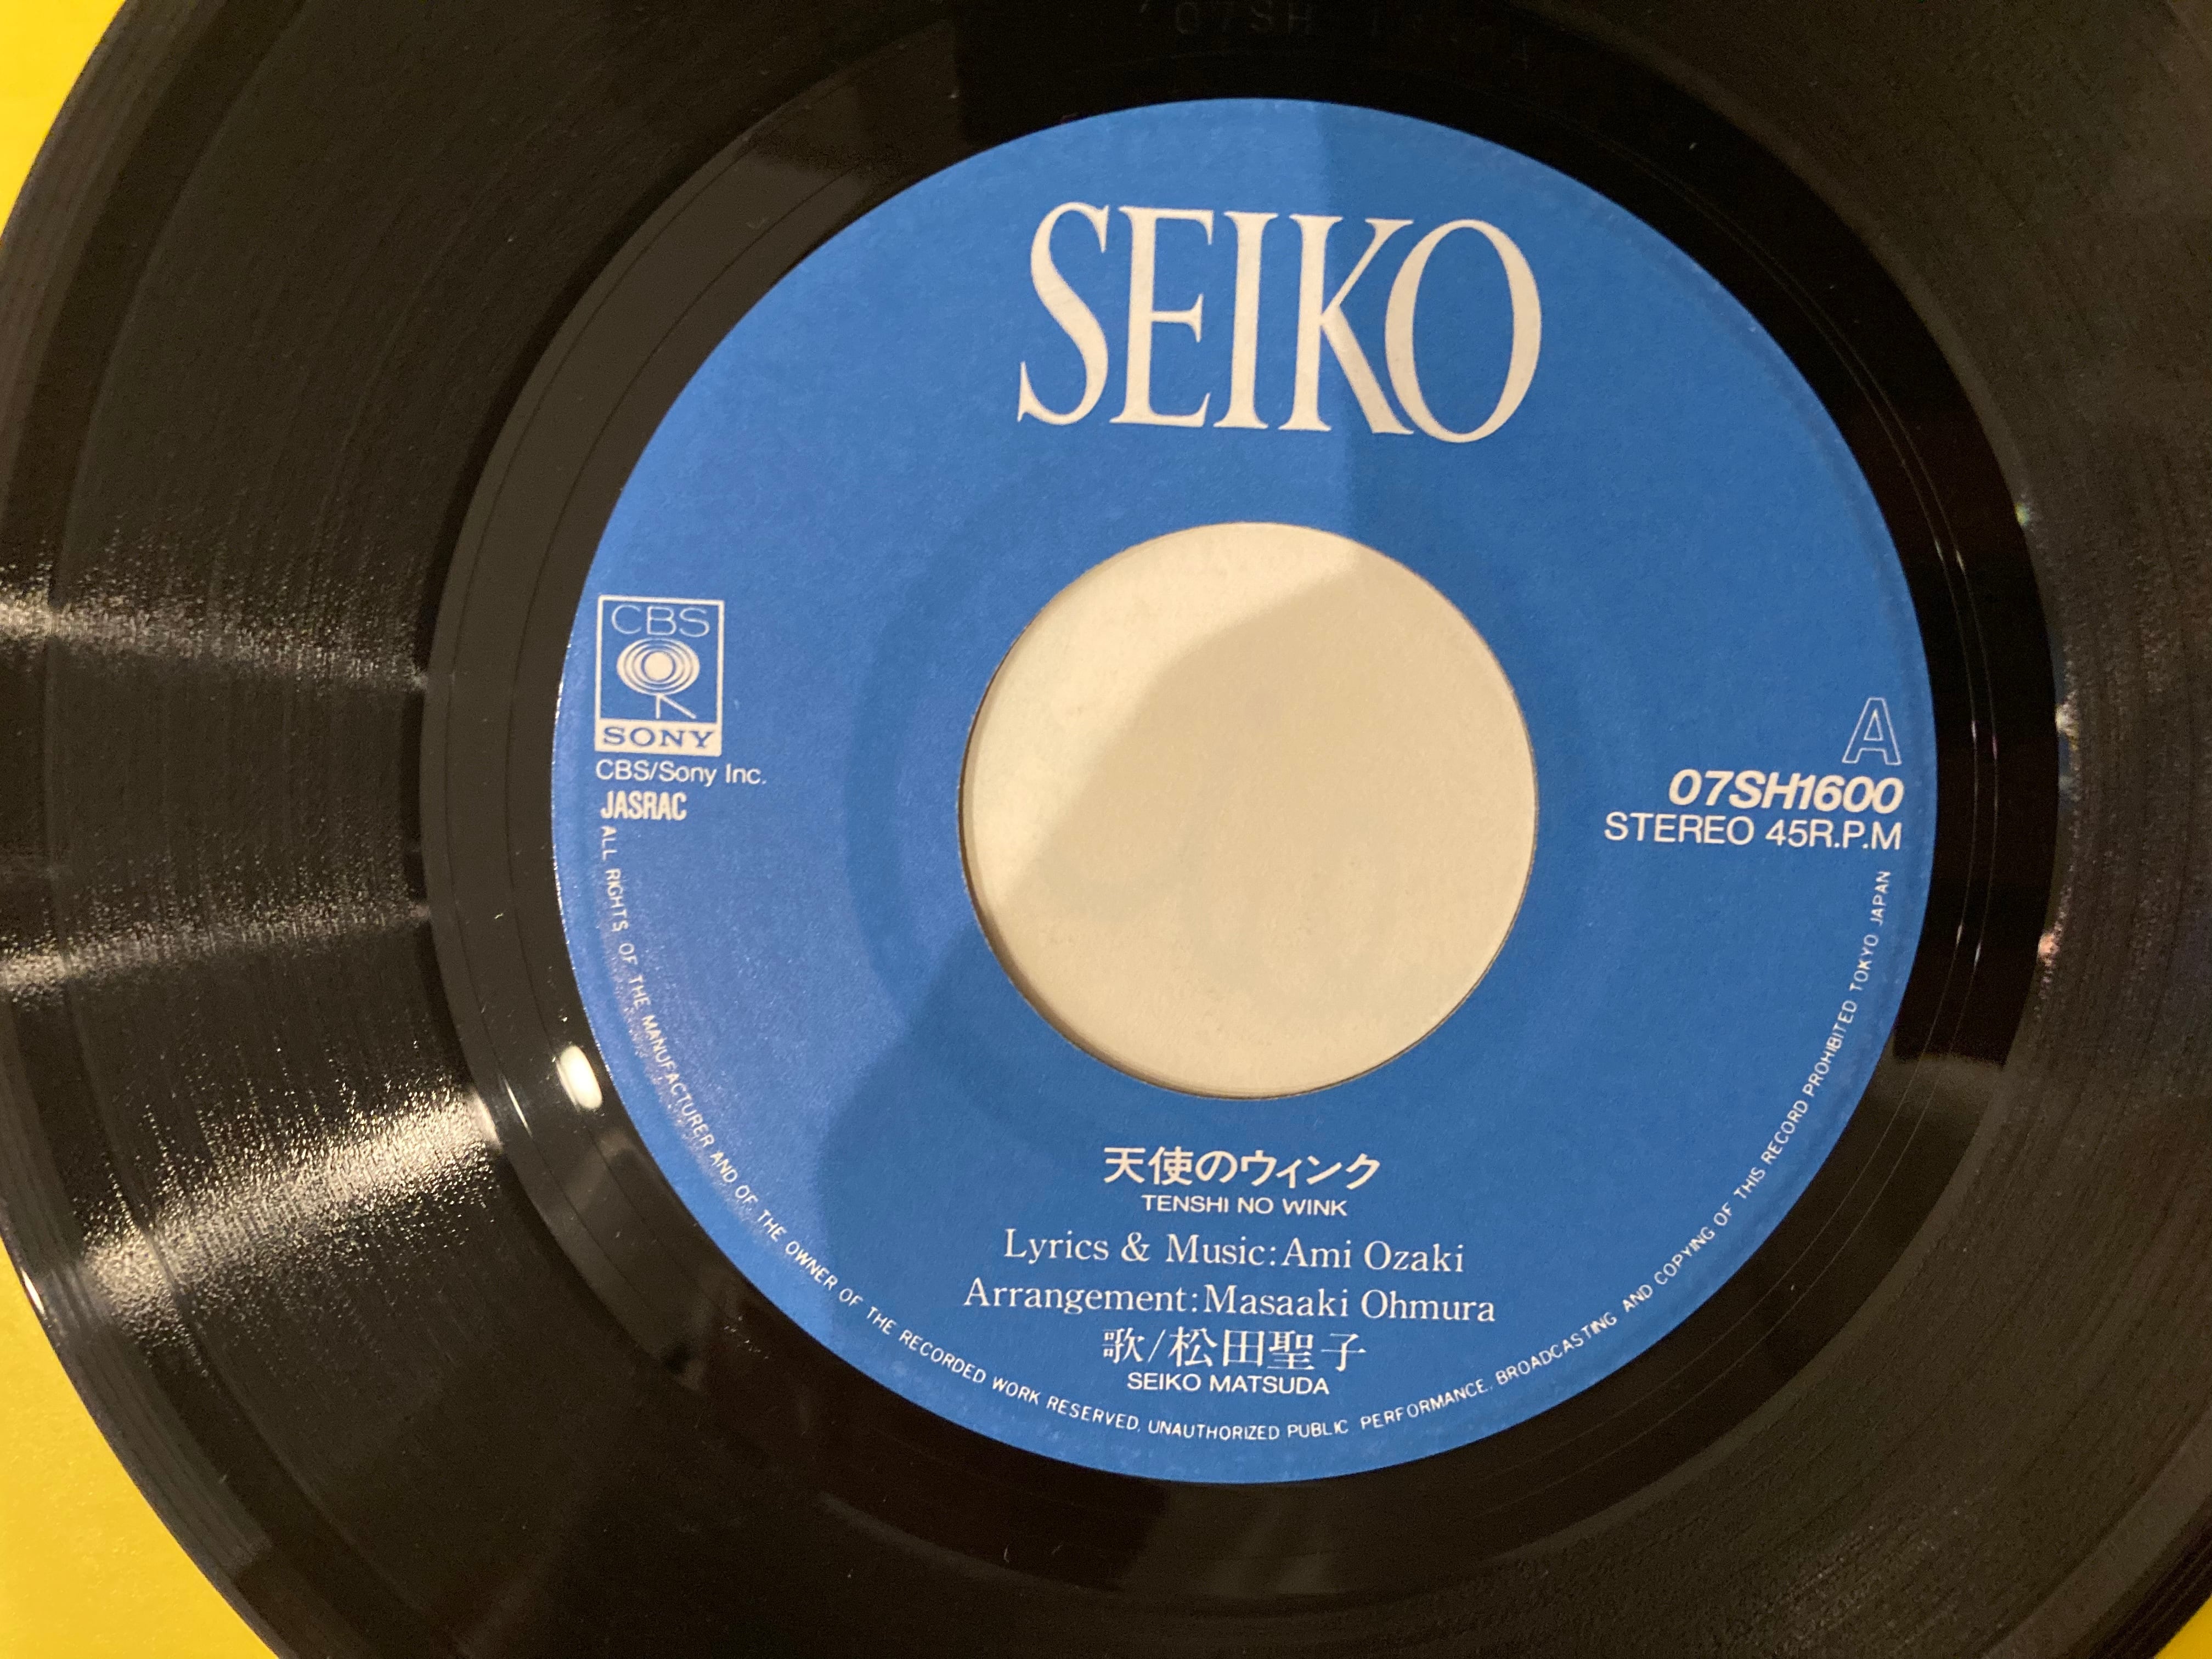 07SH
SEIKO
CBS
SONY
CBS/Sony Inc.
JASRAC
A
07SH1600
STEREO 45R.P.M
天使のウィンク
TENSHI NO WINK
Lyrics & Music:Ami Ozaki
Arrangement:Masaaki Ohmura
歌/松田聖子
SEIKO MATSUDA
ALL RIGHTS OF THE MANUFACTURER AND OF THE OWNER OF THE RECORDED WORK RESERVED, UNAUTHORIZED PUBLIC PERFORMANCE, BROADCASTING AND COPYING OF THIS RECORD PROHIBITED TOKYO JAPAN